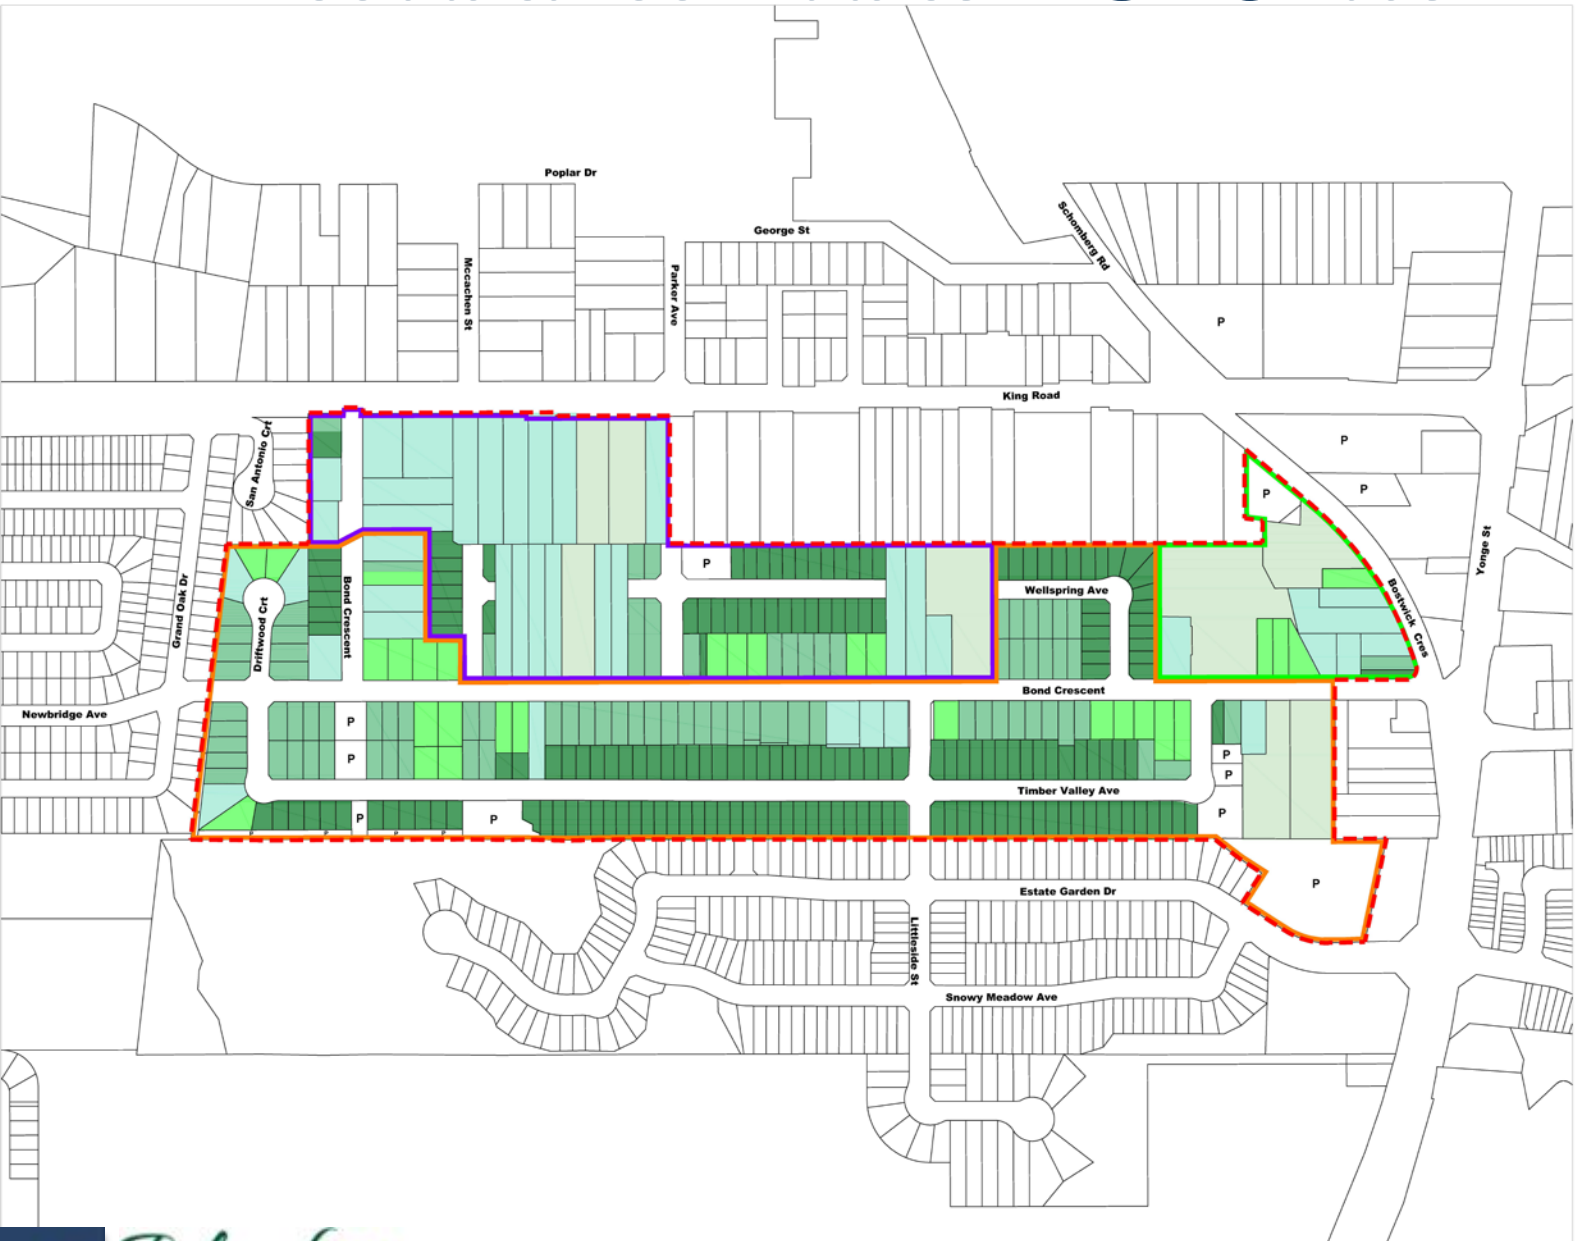 Poplar Dr
George St
Schomberg Rd
Mccachen St
Parker Ave
P
King Road
San Antonio Crt
P
P
P
Yonge St
P
Grand Oak Dr
Driftwood Crt
Bond Crescent
Wellspring Ave
Bostwick Cres
Bond Crescent
Newbridge Ave
P
P
P
P
Timber Valley Ave
P
P
P
P
P
P
P
P
Estate Garden Dr
Littleside St
Snowy Meadow Ave